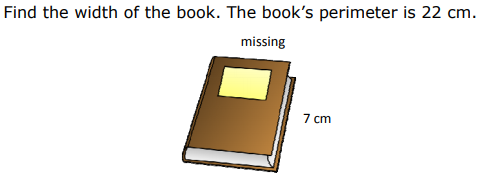 Find the width of the book. The book’s perimeter is 22 cm.
missing
7 cm